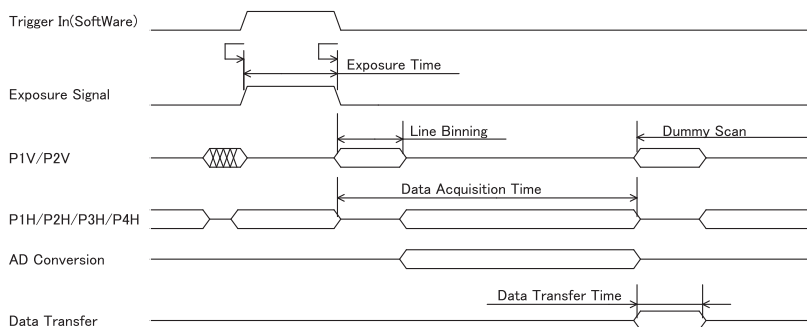 Trigger In(SoftWare)
Exposure Time
Exposure Signal
Line Binning
Dummy Scan
P1V/P2V
Data Acquisition Time
P1H/P2H/P3H/P4H
AD Conversion
Data Transfer Time
Data Transfer